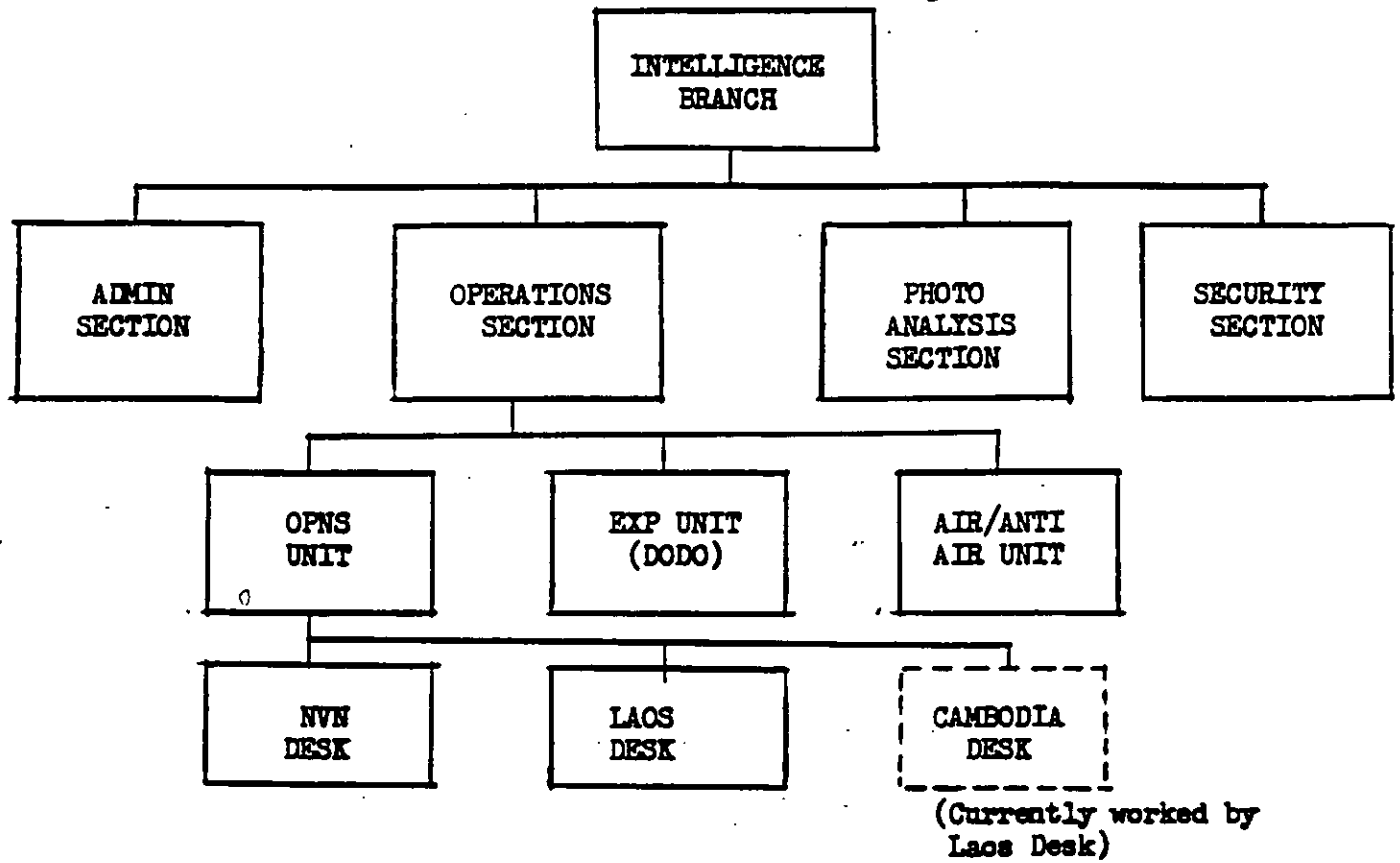 INTELLIGENCE
BRANCH
ADMIN
SECTION
OPERATIONS
SECTION
PHOTO
ANALYSIS
SECTION
SECURITY
SECTION
OPNS
UNIT
EXP UNIT
(DODO)
AIR/ANTI
AIR UNIT
NVN
DESK
LAOS
DESK
CAMBODIA
DESK
(Currently worked by
Laos Desk)